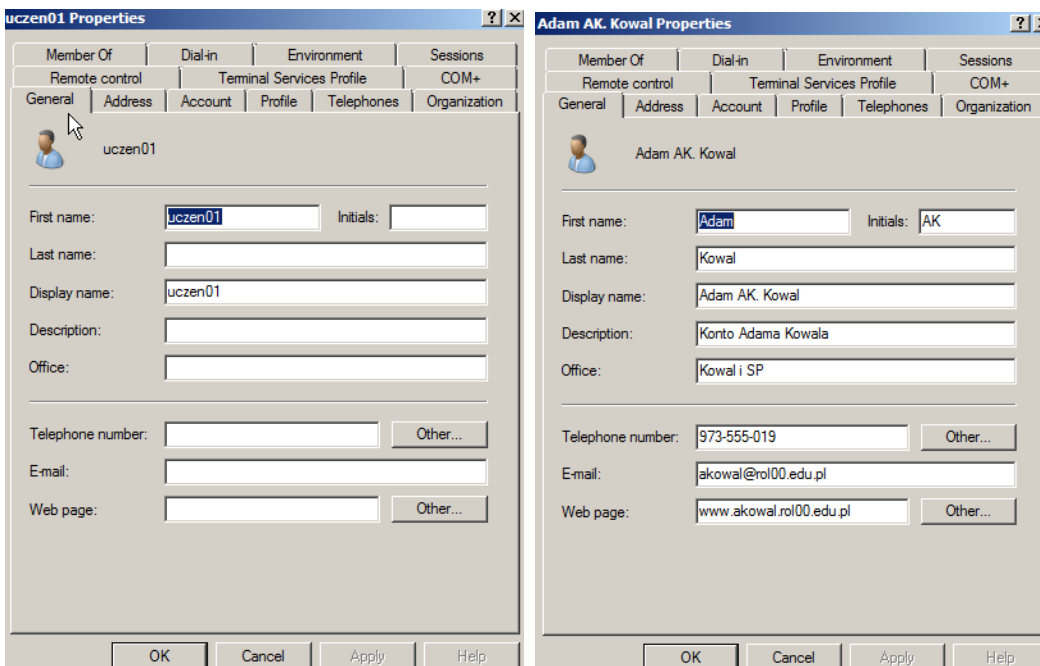 uczen01 Properties
Member Of Dial-in Environment Sessions
Remote control Terminal Services Profile COM+
General Address Account Profile Telephones Organization
uczen01
First name: uczen01 Initials:
Last name:
Display name: uczen01
Description:
Office:
Telephone number: Other...
E-mail:
Web page: Other...
OK Cancel Apply Help
Adam AK. Kowal Properties
Member Of Dial-in Environment Sessions
Remote control Terminal Services Profile COM+
General Address Account Profile Telephones Organization
Adam AK. Kowal
First name: Adam Initials: AK
Last name: Kowal
Display name: Adam AK. Kowal
Description: Konto Adama Kowala
Office: Kowal i SP
Telephone number: 973-555-019 Other...
E-mail: akowal@rol00.edu.pl
Web page: www.akowal.rol00.edu.pl Other...
OK Cancel Apply Help